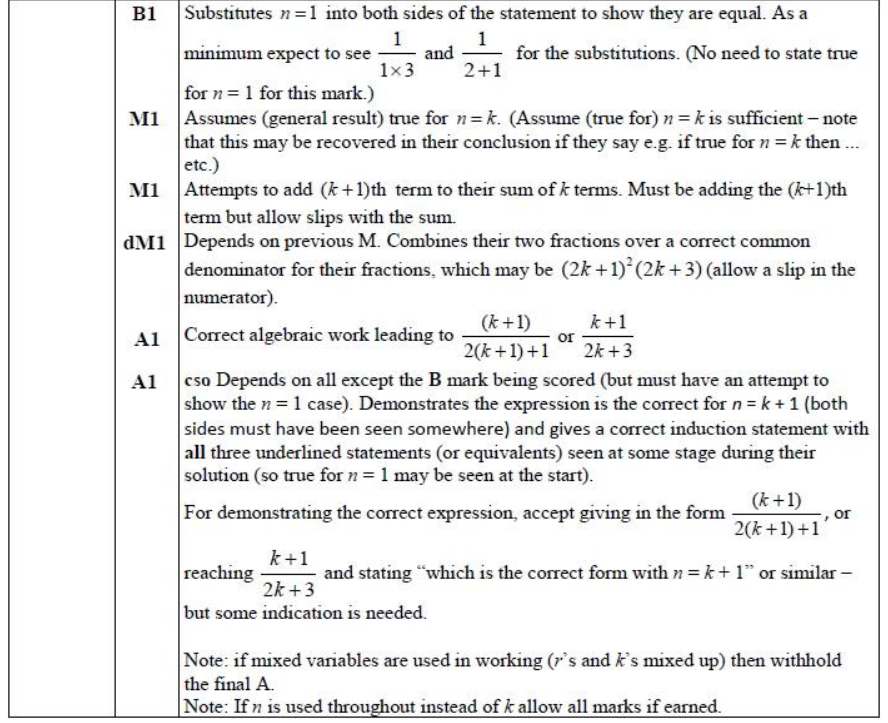 B1 Substitutes n = 1 into both sides of the statement to show they are equal. As a
minimum expect to see 1/(1×3) and 1/(2+1) for the substitutions. (No need to state true
for n = 1 for this mark.)
M1 Assumes (general result) true for n = k. (Assume (true for) n = k is sufficient – note
that this may be recovered in their conclusion if they say e.g. if true for n = k then ...
etc.)
M1 Attempts to add (k+1)th term to their sum of k terms. Must be adding the (k+1)th
term but allow slips with the sum.
dM1 Depends on previous M. Combines their two fractions over a correct common
denominator for their fractions, which may be (2k+1)²(2k+3) (allow a slip in the
numerator).
A1 Correct algebraic work leading to (k+1)/(2(k+1)+1) or (k+1)/(2k+3)
A1 cso Depends on all except the B mark being scored (but must have an attempt to
show the n = 1 case). Demonstrates the expression is the correct for n = k + 1 (both
sides must have been seen somewhere) and gives a correct induction statement with
all three underlined statements (or equivalents) seen at some stage during their
solution (so true for n = 1 may be seen at the start).
For demonstrating the correct expression, accept giving in the form (k+1)/(2(k+1)+1), or
reaching (k+1)/(2k+3) and stating “which is the correct form with n = k + 1” or similar –
but some indication is needed.
Note: if mixed variables are used in working (r's and k's mixed up) then withhold
the final A.
Note: If n is used throughout instead of k allow all marks if earned.